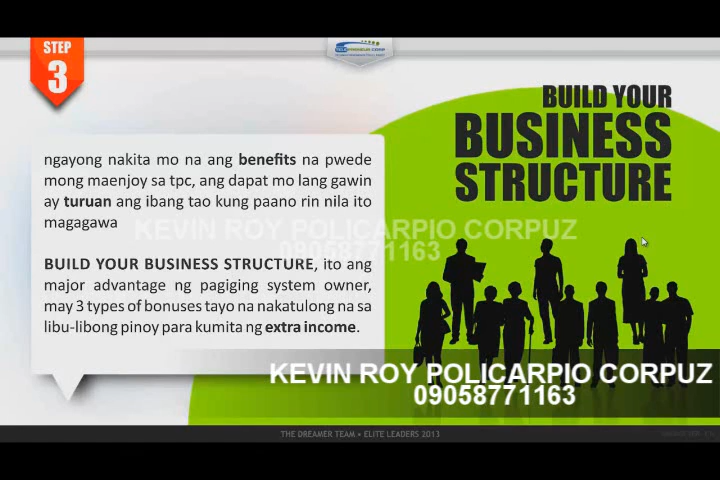 STEP
3
BUILD YOUR
BUSINESS
STRUCTURE
ngayong nakita mo na ang benefits na pwede
mong maenjoy sa tpc, ang dapat mo lang gawin
ay turuan ang ibang tao kung paano rin nila ito
magagawa
KEVIN ROY POLICARPIO CORPUZ
09058771163
BUILD YOUR BUSINESS STRUCTURE, ito ang
major advantage ng pagiging system owner,
may 3 types of bonuses tayo na nakatulong na sa
libu-libong pinoy para kumita ng extra income.
KEVIN ROY POLICARPIO CORPUZ
09058771163
THE DREAMER TEAM • ELITE LEADERS 2013